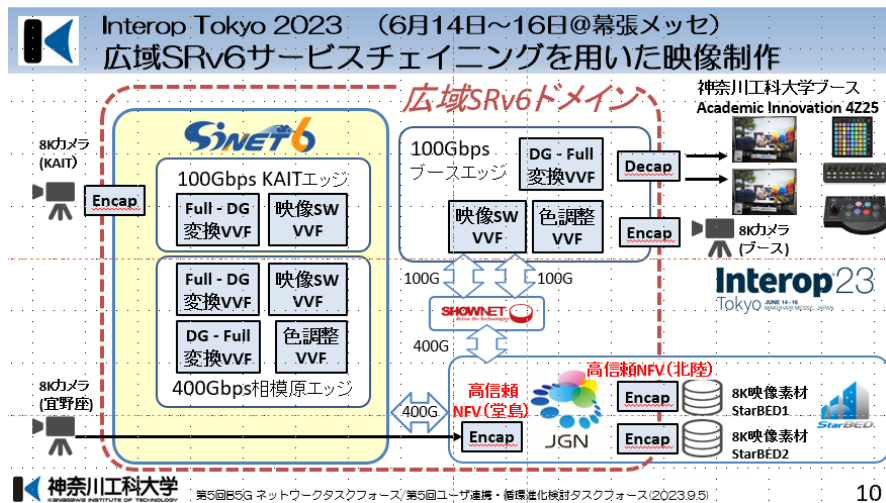 Interop Tokyo 2023 (6月14日~16日@幕張メッセ)
広域SRv6サービスチェイニングを用いた映像制作
広域SRv6ドメイン
神奈川工科大学ブース
Academic Innovation 4Z25
8Kカメラ
(KAIT)
Encap
SINET6
100Gbps KAITエッジ
Full - DG
変換VVF
映像SW
VVF
Full - DG
変換VVF
映像SW
VVF
DG - Full
変換VVF
色調整
VVF
400Gbps相模原エッジ
100Gbps
ブースエッジ
DG - Full
変換VVF
映像SW
VVF
色調整
VVF
Decap
Encap
8Kカメラ
(ブース)
100G
100G
SHOWNET
400G
Interop23
Tokyo JUNE 14-16
MAKUHARI MESSE, JAPAN
8Kカメラ
(宜野座)
400G
高信頼
NFV(堂島)
Encap
JGN
高信頼NFV(北陸)
Encap
8K映像素材
StarBED1
Encap
8K映像素材
StarBED2
StarBED
神奈川工科大学
KANAGAWA INSTITUTE OF TECHNOLOGY
第5回B5G ネットワークタスクフォース/第5回ユーザ連携・循環進化検討タスクフォース(2023.9.5)
10